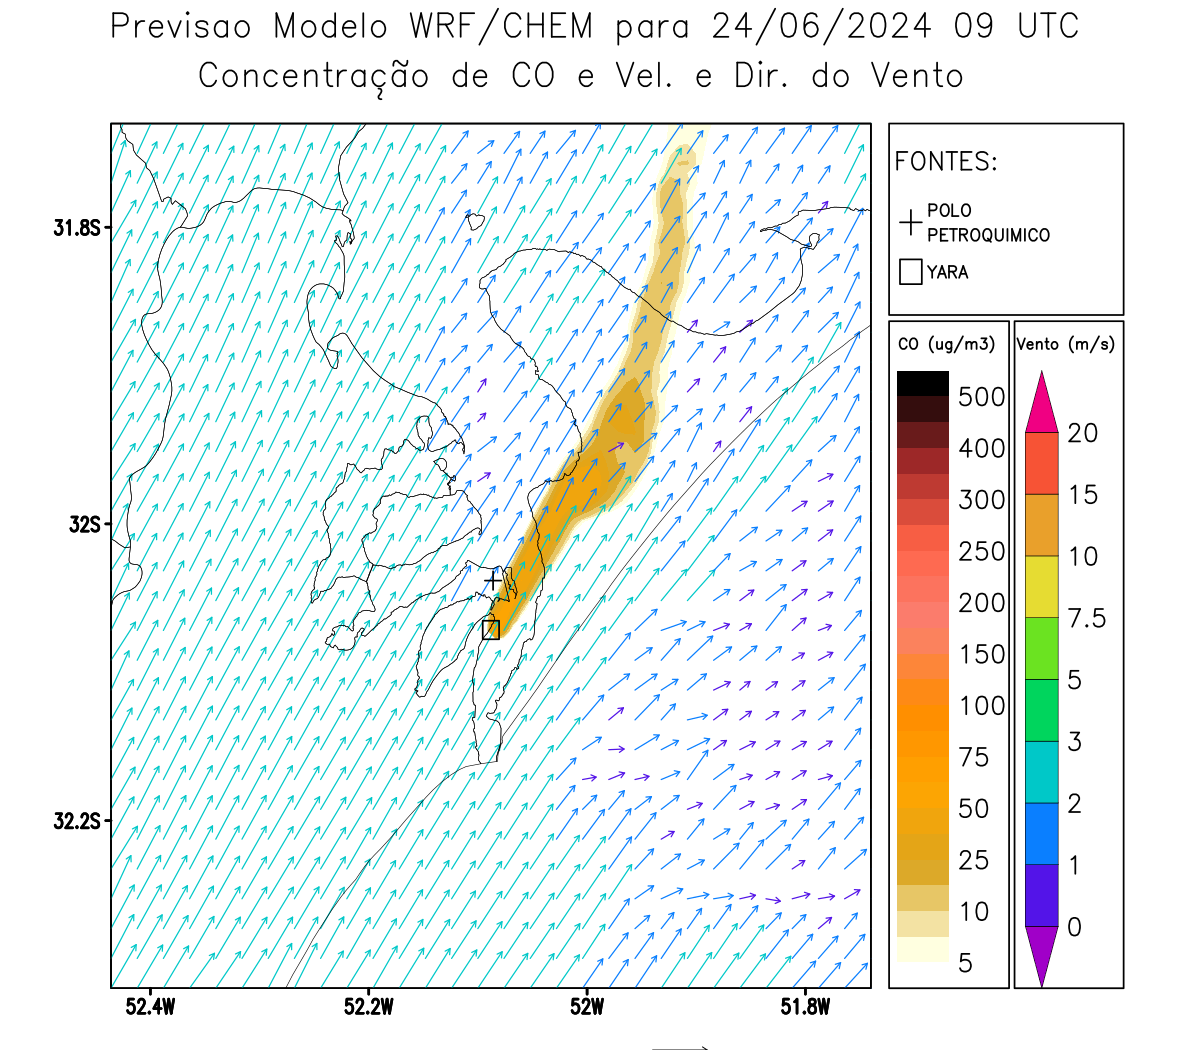 Previsao Modelo WRF/CHEM para 24/06/2024 09 UTC
Concentração de CO e Vel. e Dir. do Vento
FONTES:
POLO
PETROQUIMICO
YARA
CO (ug/m3)
500
400
300
250
200
150
100
75
50
25
10
5
Vento (m/s)
20
15
10
7.5
5
3
2
1
0
31.8S
32S
32.2S
52.4W
52.2W
52W
51.8W